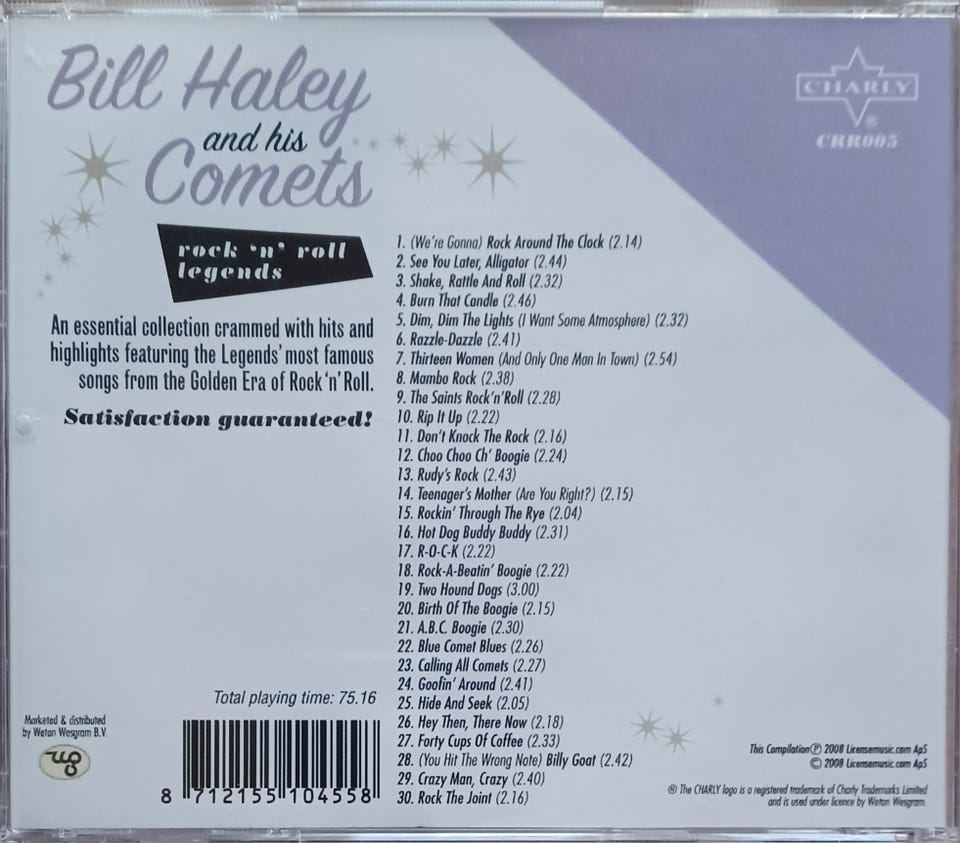 Bill Haley
and his
Comets
rock 'n' roll
legends
An essential collection crammed with hits and
highlights featuring the Legends' most famous
songs from the Golden Era of Rock 'n' Roll.
Satisfaction guaranteed!
CHARLY
®
CRR005
1. (We're Gonna) Rock Around The Clock (2.14)
2. See You Later, Alligator (2.44)
3. Shake, Rattle And Roll (2.32)
4. Burn That Candle (2.46)
5. Dim, Dim The Lights (I Want Some Atmosphere) (2.32)
6. Razzle-Dazzle (2.41)
7. Thirteen Women (And Only One Man In Town) (2.54)
8. Mambo Rock (2.38)
9. The Saints Rock'n'Roll (2.28)
10. Rip It Up (2.22)
11. Don't Knock The Rock (2.16)
12. Choo Choo Ch' Boogie (2.24)
13. Rudy's Rock (2.43)
14. Teenager's Mother (Are You Right?) (2.15)
15. Rockin' Through The Rye (2.04)
16. Hot Dog Buddy Buddy (2.31)
17. R-O-C-K (2.22)
18. Rock-A-Beatin' Boogie (2.22)
19. Two Hound Dogs (3.00)
20. Birth Of The Boogie (2.15)
21. A.B.C. Boogie (2.30)
22. Blue Comet Blues (2.26)
23. Calling All Comets (2.27)
24. Goofin' Around (2.41)
25. Hide And Seek (2.05)
26. Hey Then, There Now (2.18)
27. Forty Cups Of Coffee (2.33)
28. (You Hit The Wrong Note) Billy Goat (2.42)
29. Crazy Man, Crazy (2.40)
30. Rock The Joint (2.16)
Total playing time: 75.16
Marketed & distributed
by Weton Wesgram B.V.
wg
8 712155 104558
This Compilation ℗ 2008 Licensemusic.com ApS
© 2008 Licensemusic.com ApS
® The CHARLY logo is a registered trademark of Charly Trademarks Limited
and is used under licence by Weton Wesgram.